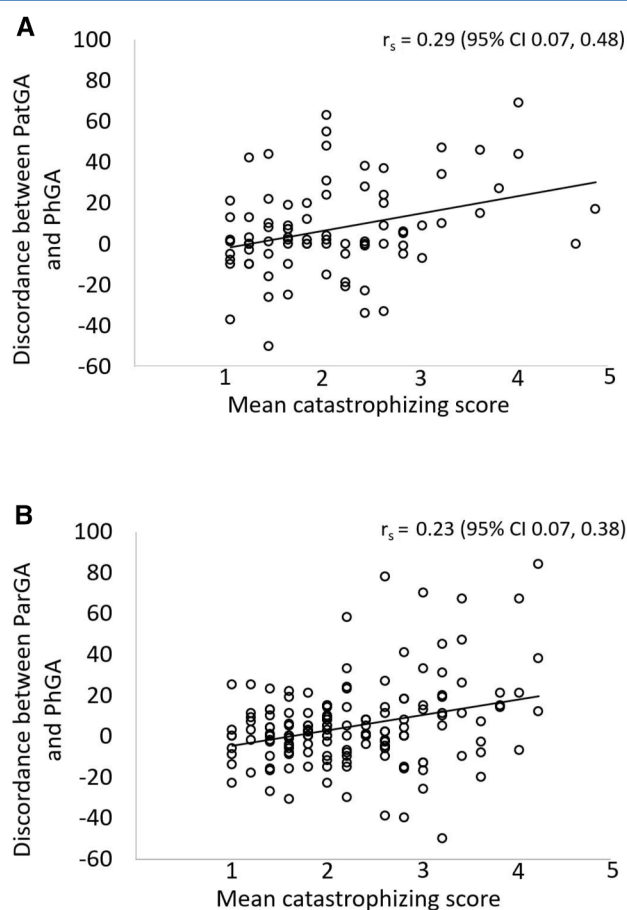 A
r_s = 0.29 (95% CI 0.07, 0.48)
100
80
60
40
20
0
-20
-40
-60
Discordance between PatGA
and PhGA
1 2 3 4 5
Mean catastrophizing score
B
r_s = 0.23 (95% CI 0.07, 0.38)
100
80
60
40
20
0
-20
-40
-60
Discordance between ParGA
and PhGA
1 2 3 4 5
Mean catastrophizing score